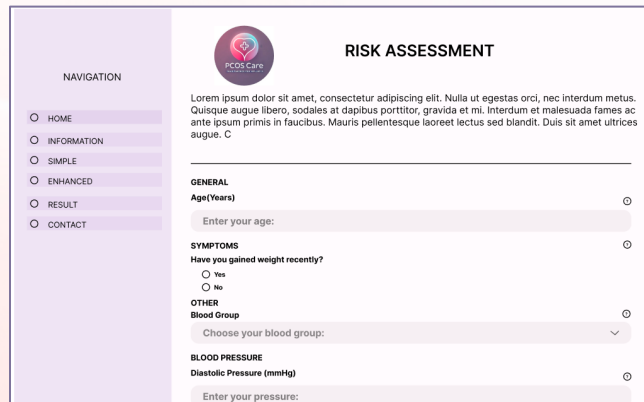 NAVIGATION
HOME
INFORMATION
SIMPLE
ENHANCED
RESULT
CONTACT
PCOS Care
RISK ASSESSMENT
Lorem ipsum dolor sit amet, consectetur adipiscing elit. Nulla ut egestas orci, nec interdum metus.
Quisque augue libero, sodales at dapibus porttitor, gravida et mi. Interdum et malesuada fames ac
ante ipsum primis in faucibus. Mauris pellentesque laoreet lectus sed blandit. Duis sit amet ultrices
augue. C
GENERAL
Age(Years)
Enter your age:
SYMPTOMS
Have you gained weight recently?
Yes
No
OTHER
Blood Group
Choose your blood group:
BLOOD PRESSURE
Diastolic Pressure (mmHg)
Enter your pressure: